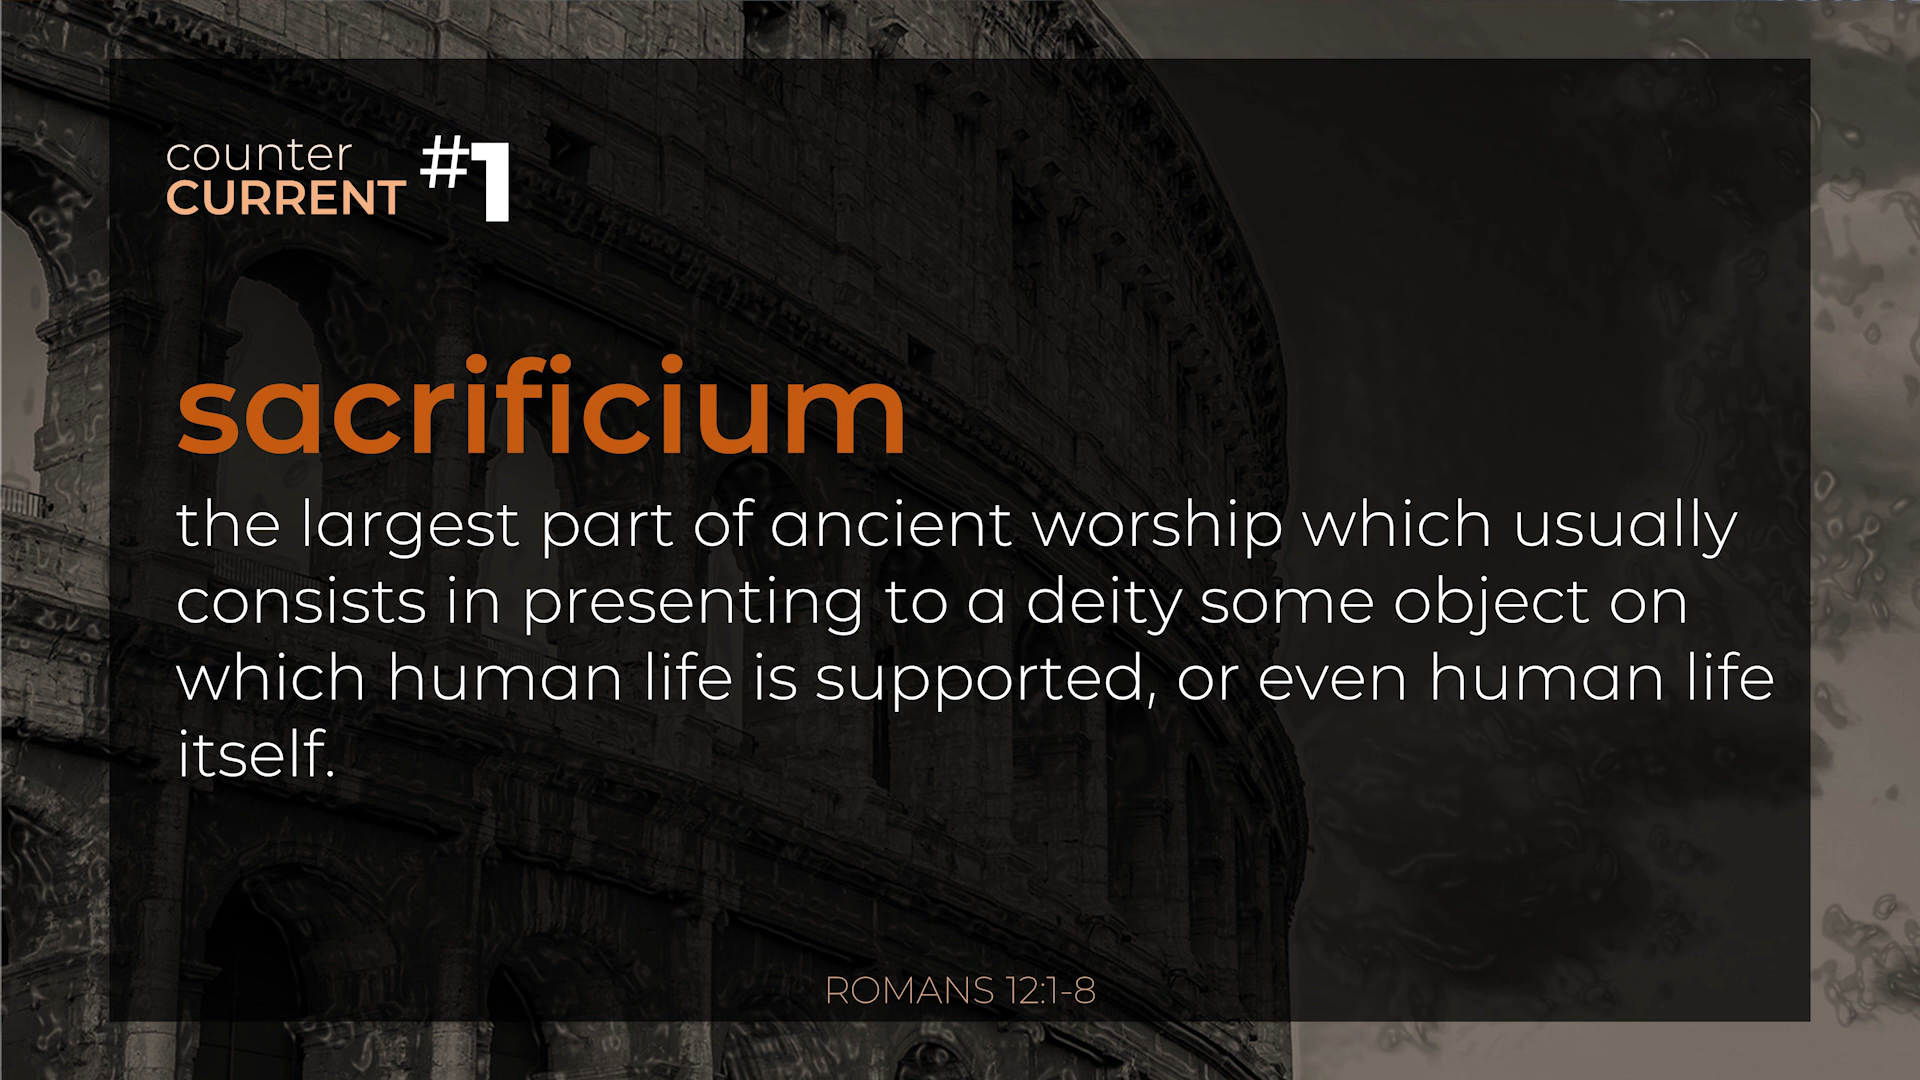 counter
CURRENT #1
sacrificium
the largest part of ancient worship which usually
consists in presenting to a deity some object on
which human life is supported, or even human life
itself.
ROMANS 12:1-8